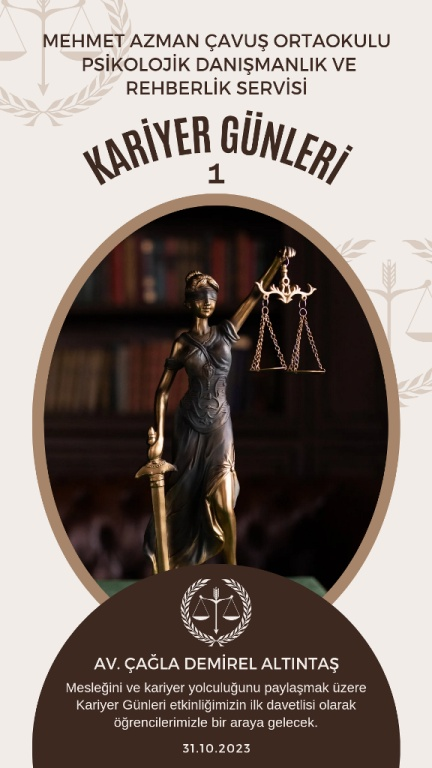 MEHMET AZMAN ÇAVUŞ ORTAOKULU
PSİKOLOJİK DANIŞMANLIK VE
REHBERLİK SERVİSİ
KARİYER GÜNLERİ
1
AV. ÇAĞLA DEMİREL ALTINTAŞ
Mesleğini ve kariyer yolculuğunu paylaşmak üzere
Kariyer Günleri etkinliğimizin ilk davetlisi olarak
öğrencilerimizle bir araya gelecek.
31.10.2023